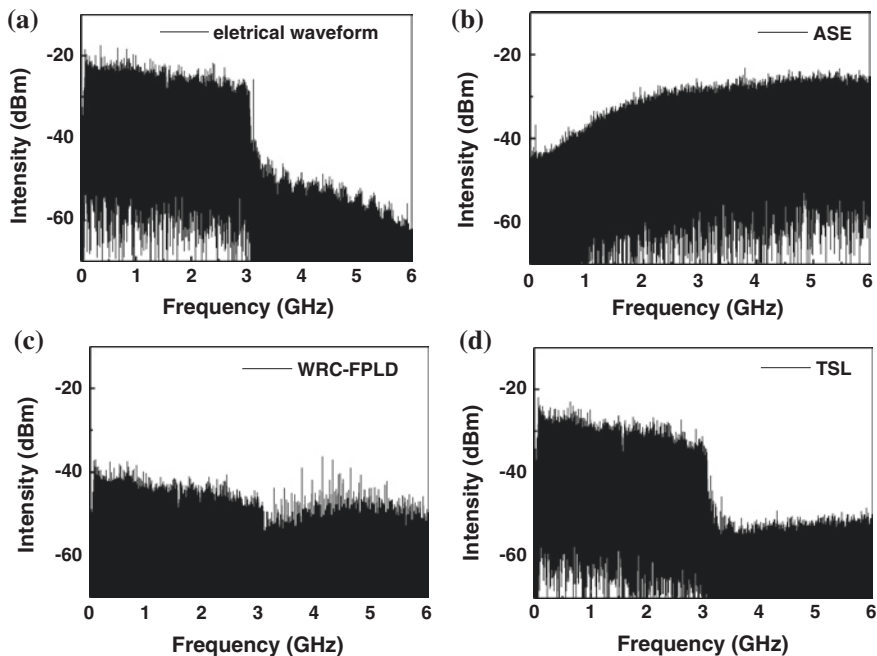 (a)
eletrical waveform
Intensity (dBm)
-20
-40
-60
0 1 2 3 4 5 6
Frequency (GHz)
(b)
ASE
Intensity (dBm)
-20
-40
-60
0 1 2 3 4 5 6
Frequency (GHz)
(c)
WRC-FPLD
Intensity (dBm)
-20
-40
-60
0 1 2 3 4 5 6
Frequency (GHz)
(d)
TSL
Intensity (dBm)
-20
-40
-60
0 1 2 3 4 5 6
Frequency (GHz)